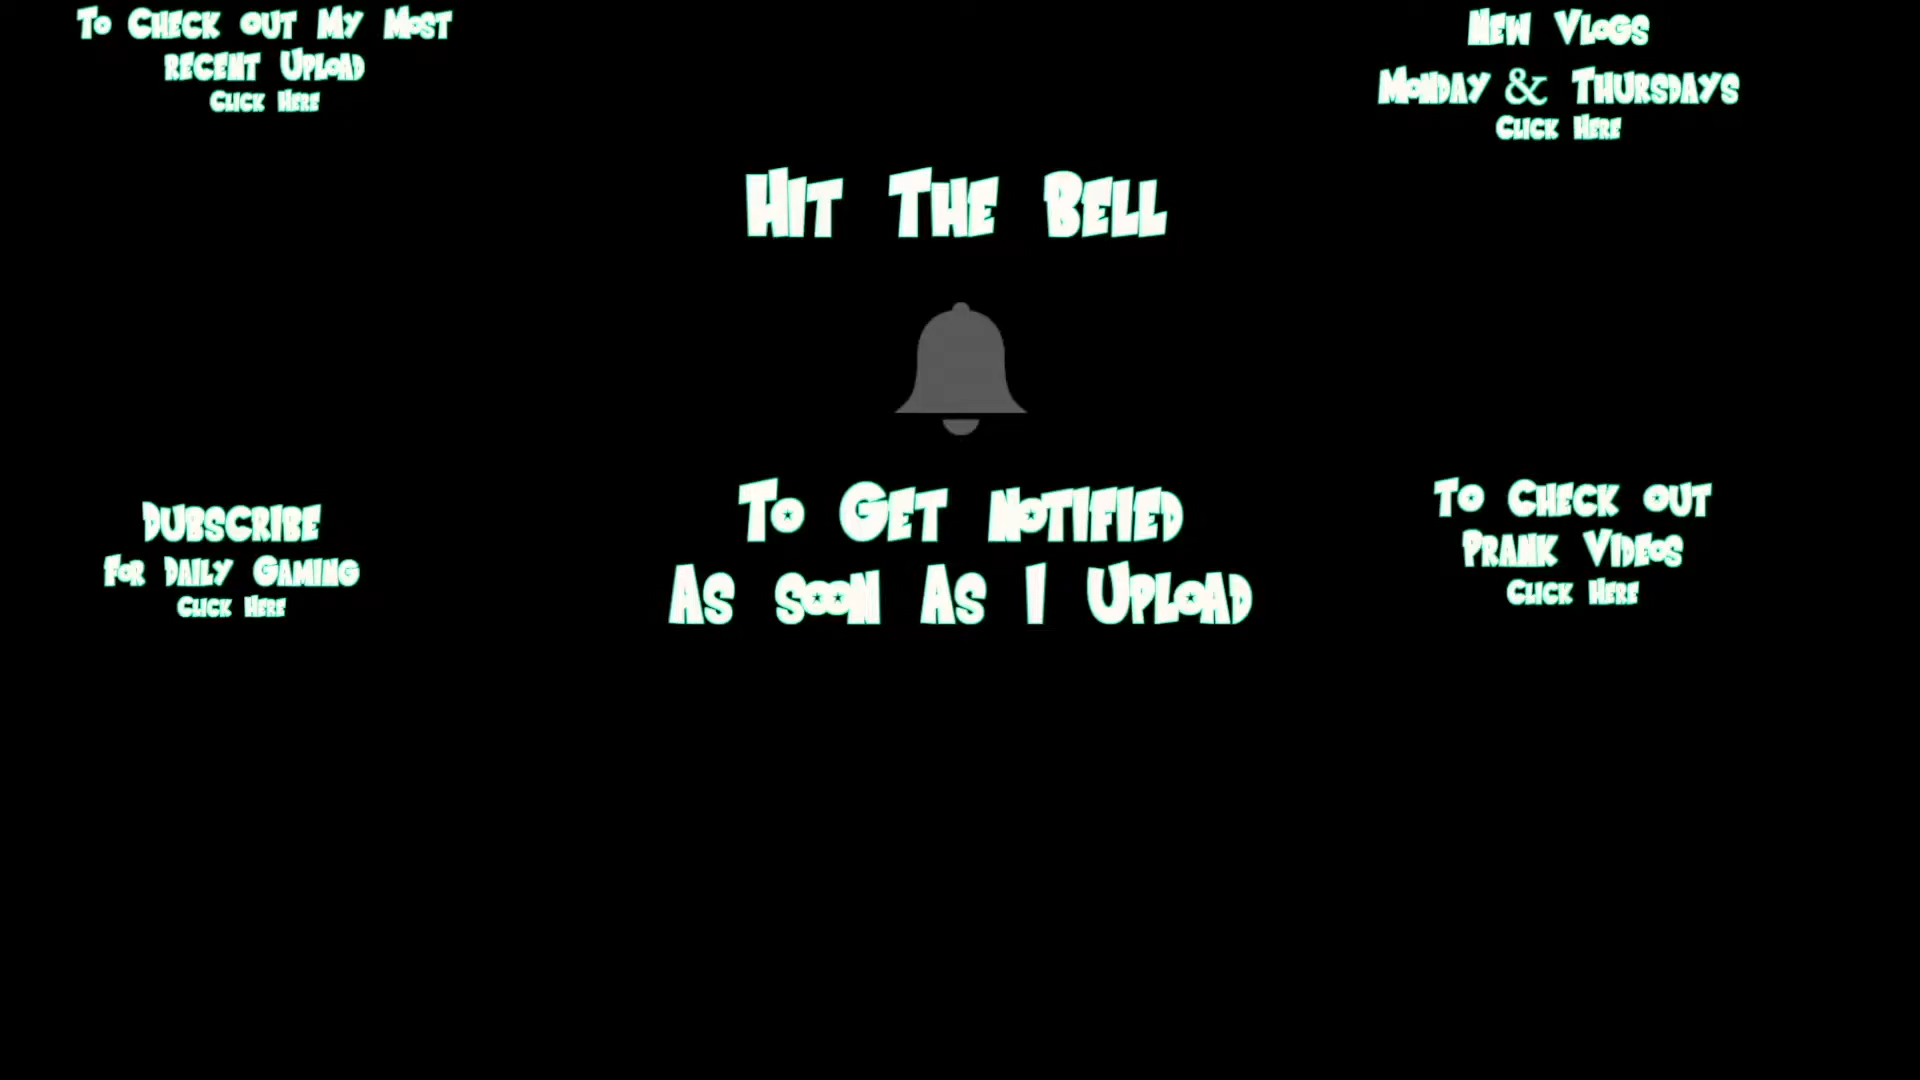 To Check out My Most
recent Upload
Click Here
New Vlogs
Monday & Thursdays
Click Here
Hit The Bell
To Get notified
As soon As I Upload
Dubscribe
For Daily Gaming
Click Here
To Check out
Prank Videos
Click Here